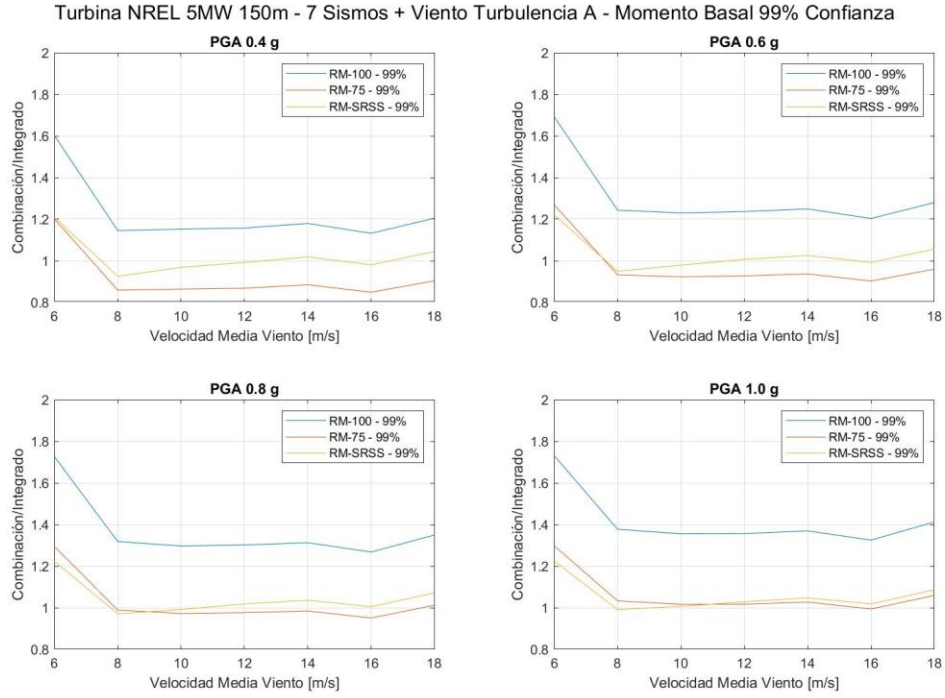 Turbina NREL 5MW 150m - 7 Sismos + Viento Turbulencia A - Momento Basal 99% Confianza
PGA 0.4 g
2
1.8
1.6
1.4
1.2
1
0.8
Combinación/Integrado
RM-100 - 99%
RM-75 - 99%
RM-SRSS - 99%
6 8 10 12 14 16 18
Velocidad Media Viento [m/s]
PGA 0.6 g
2
1.8
1.6
1.4
1.2
1
0.8
Combinación/Integrado
RM-100 - 99%
RM-75 - 99%
RM-SRSS - 99%
6 8 10 12 14 16 18
Velocidad Media Viento [m/s]
PGA 0.8 g
2
1.8
1.6
1.4
1.2
1
0.8
Combinación/Integrado
RM-100 - 99%
RM-75 - 99%
RM-SRSS - 99%
6 8 10 12 14 16 18
Velocidad Media Viento [m/s]
PGA 1.0 g
2
1.8
1.6
1.4
1.2
1
0.8
Combinación/Integrado
RM-100 - 99%
RM-75 - 99%
RM-SRSS - 99%
6 8 10 12 14 16 18
Velocidad Media Viento [m/s]